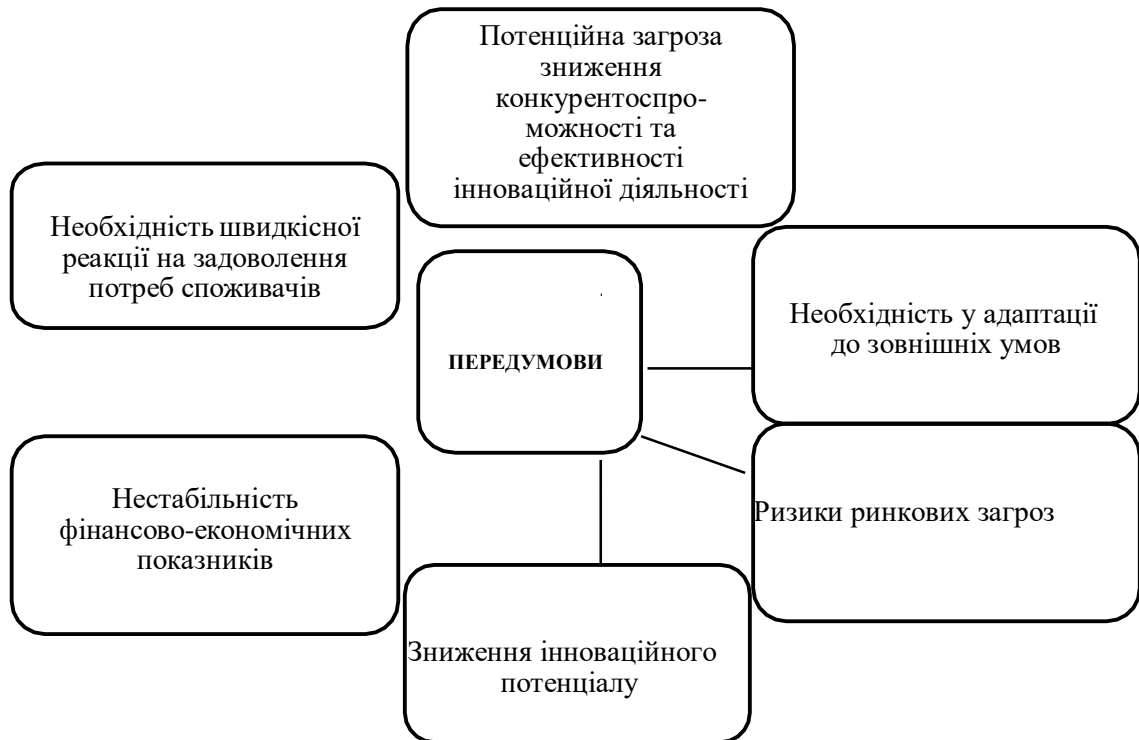 Потенційна загроза
зниження
конкурентоспро-
можності та
ефективності
інноваційної діяльності
Необхідність швидкісної
реакції на задоволення
потреб споживачів
Необхідність у адаптації
до зовнішніх умов
ПЕРЕДУМОВИ
Нестабільність
фінансово-економічних
показників
Ризики ринкових загроз
Зниження інноваційного
потенціалу